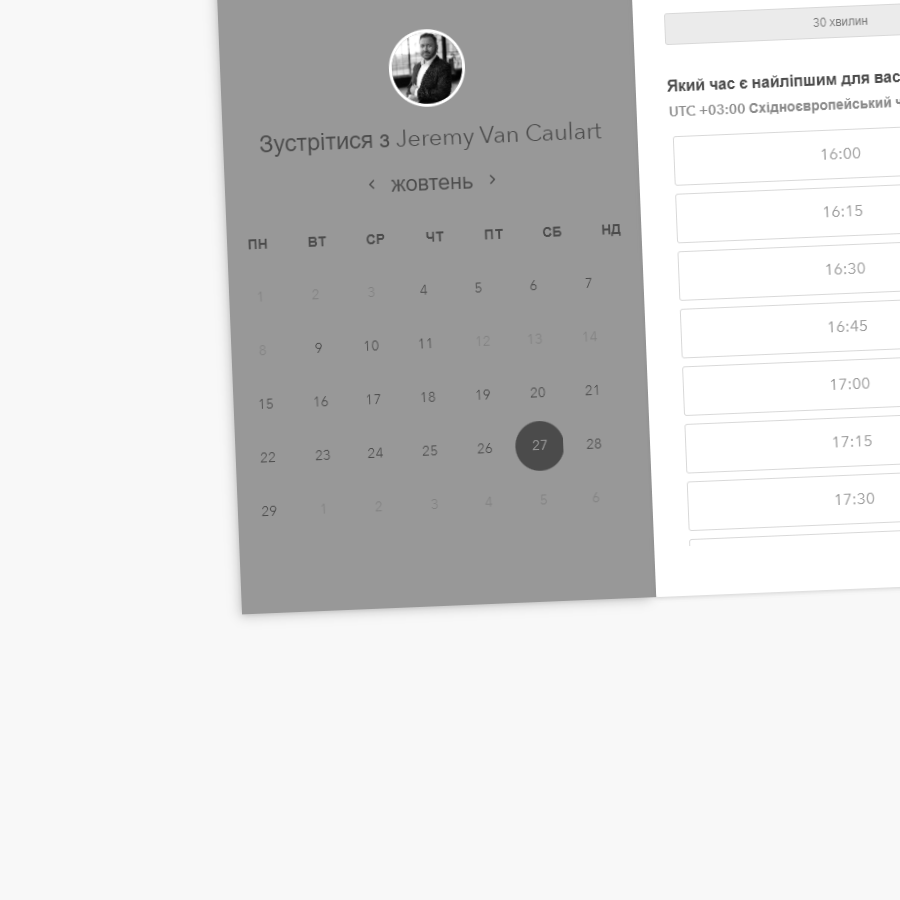 Зустрітися з Jeremy Van Caulart
‹ жовтень ›
ПН ВТ СР ЧТ ПТ СБ НД
1 2 3 4 5 6 7
8 9 10 11 12 13 14
15 16 17 18 19 20 21
22 23 24 25 26 27 28
29 1 2 3 4 5 6
30 хвилин
Який час є найліпшим для вас
UTC +03:00 Східноєвропейський
16:00
16:15
16:30
16:45
17:00
17:15
17:30